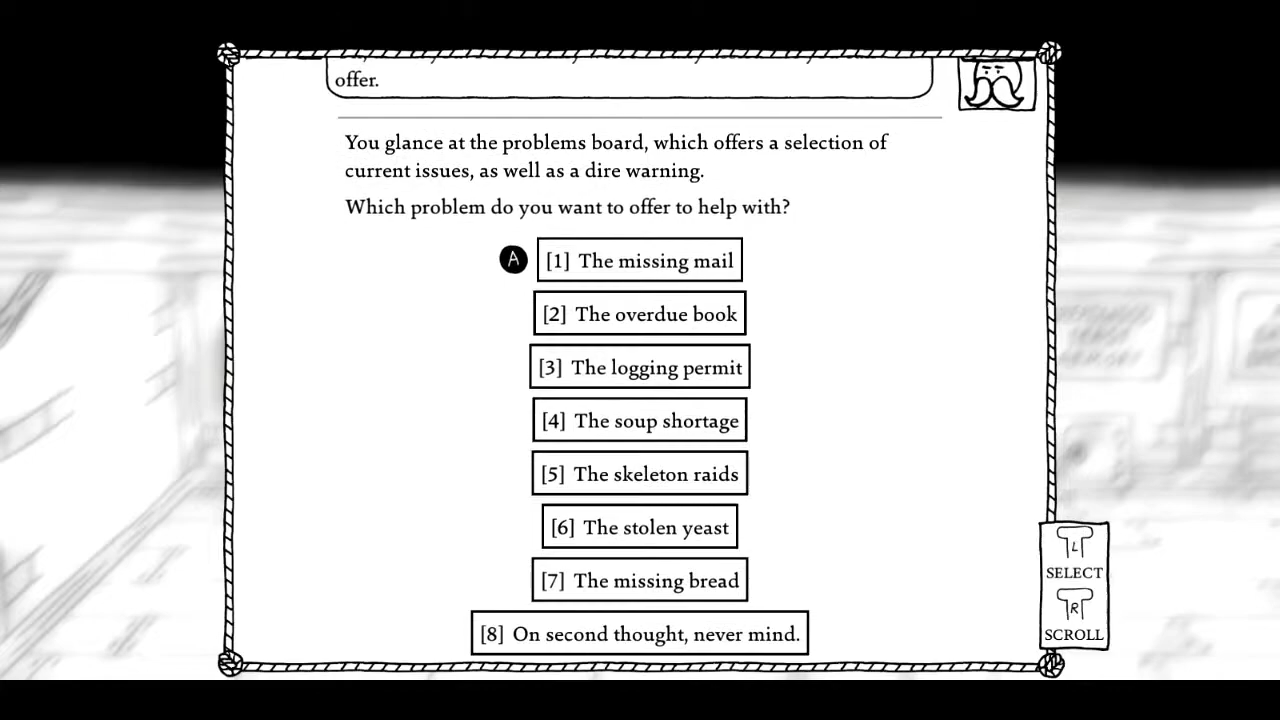 offer.
You glance at the problems board, which offers a selection of
current issues, as well as a dire warning.
Which problem do you want to offer to help with?
A [1] The missing mail
[2] The overdue book
[3] The logging permit
[4] The soup shortage
[5] The skeleton raids
[6] The stolen yeast
[7] The missing bread
[8] On second thought, never mind.
L
SELECT
R
SCROLL